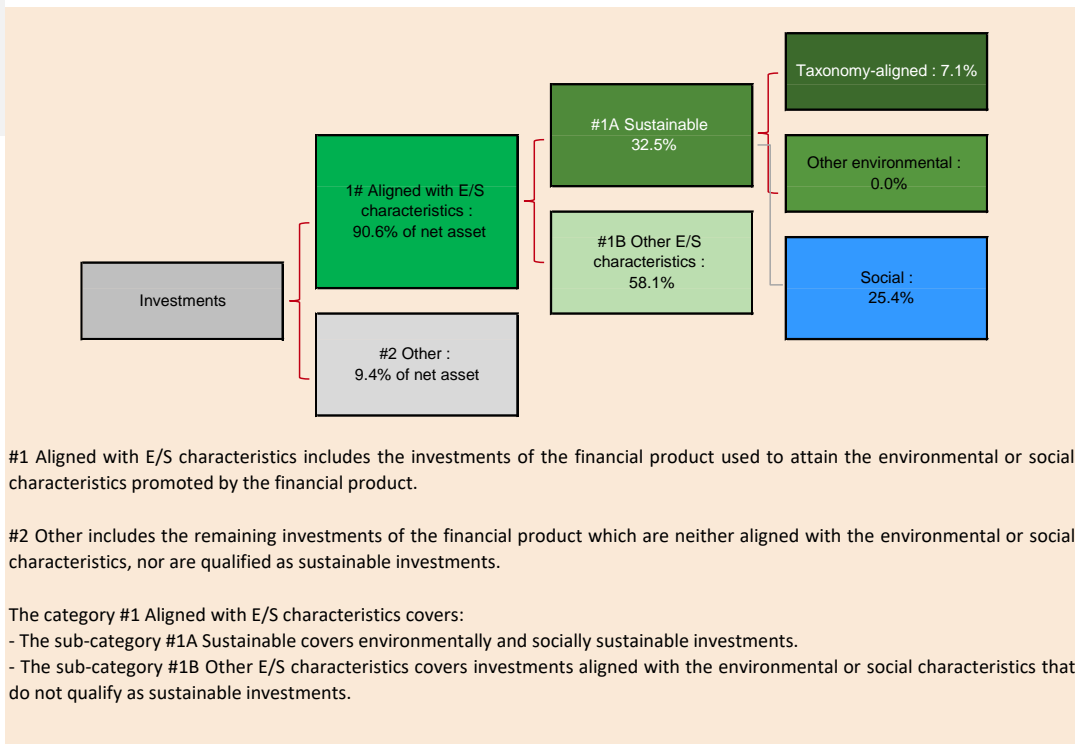 Taxonomy-aligned : 7.1%
#1A Sustainable
32.5%
Other environmental :
0.0%
1# Aligned with E/S
characteristics :
90.6% of net asset
#1B Other E/S
characteristics :
58.1%
Social :
25.4%
Investments
#2 Other :
9.4% of net asset
#1 Aligned with E/S characteristics includes the investments of the financial product used to attain the environmental or social
characteristics promoted by the financial product.
#2 Other includes the remaining investments of the financial product which are neither aligned with the environmental or social
characteristics, nor are qualified as sustainable investments.
The category #1 Aligned with E/S characteristics covers:
- The sub-category #1A Sustainable covers environmentally and socially sustainable investments.
- The sub-category #1B Other E/S characteristics covers investments aligned with the environmental or social characteristics that
do not qualify as sustainable investments.